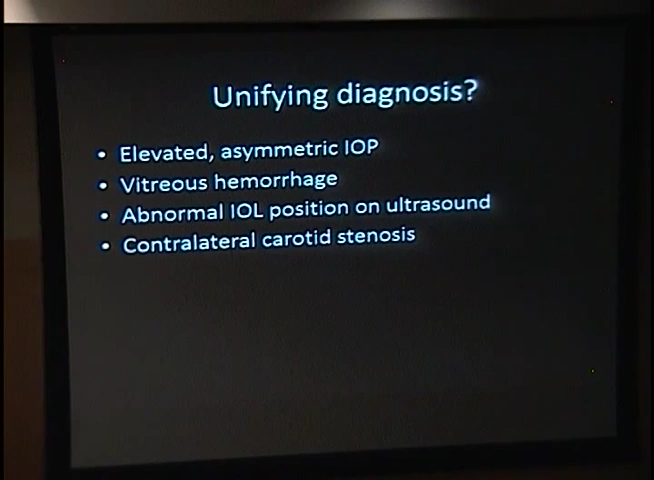 Unifying diagnosis?
• Elevated, asymmetric IOP
• Vitreous hemorrhage
• Abnormal IOL position on ultrasound
• Contralateral carotid stenosis